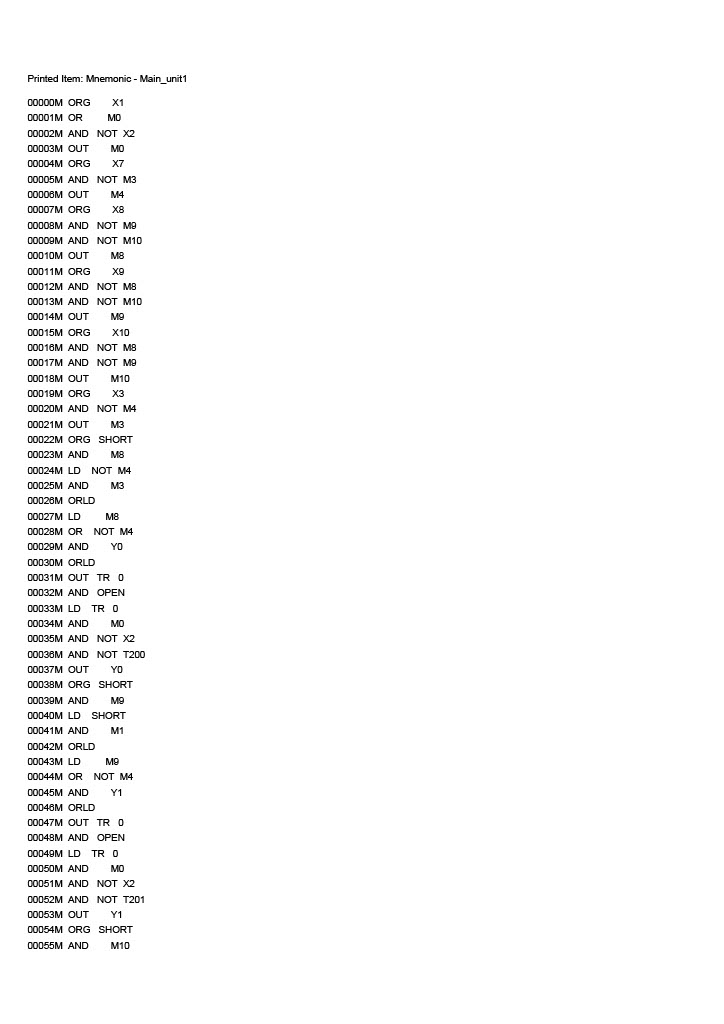 Printed Item: Mnemonic - Main_unit1
00000M ORG X1
00001M OR M0
00002M AND NOT X2
00003M OUT M0
00004M ORG X7
00005M AND NOT M3
00006M OUT M4
00007M ORG X8
00008M AND NOT M9
00009M AND NOT M10
00010M OUT M8
00011M ORG X9
00012M AND NOT M8
00013M AND NOT M10
00014M OUT M9
00015M ORG X10
00016M AND NOT M8
00017M AND NOT M9
00018M OUT M10
00019M ORG X3
00020M AND NOT M4
00021M OUT M3
00022M ORG SHORT
00023M AND M8
00024M LD NOT M4
00025M AND M3
00026M ORLD
00027M LD M8
00028M OR NOT M4
00029M AND Y0
00030M ORLD
00031M OUT TR 0
00032M AND OPEN
00033M LD TR 0
00034M AND M0
00035M AND NOT X2
00036M AND NOT T200
00037M OUT Y0
00038M ORG SHORT
00039M AND M9
00040M LD SHORT
00041M AND M1
00042M ORLD
00043M LD M9
00044M OR NOT M4
00045M AND Y1
00046M ORLD
00047M OUT TR 0
00048M AND OPEN
00049M LD TR 0
00050M AND M0
00051M AND NOT X2
00052M AND NOT T201
00053M OUT Y1
00054M ORG SHORT
00055M AND M10